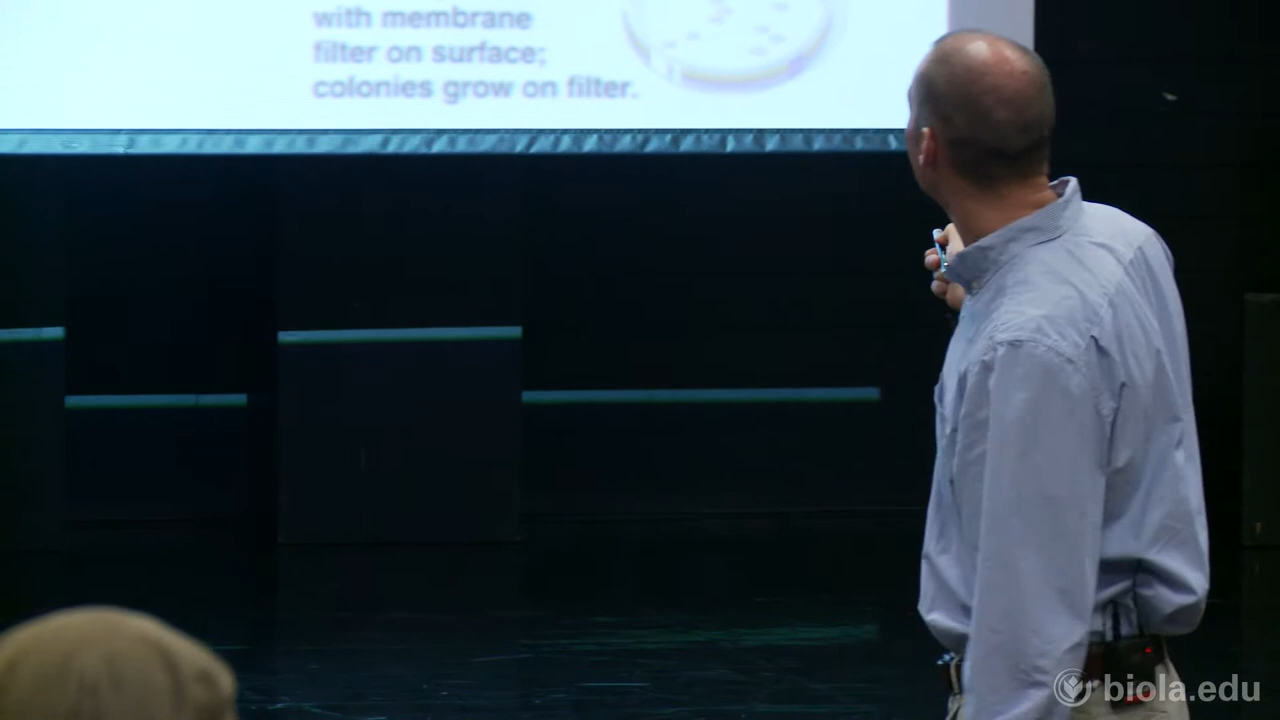 with membrane
filter on surface;
colonies grow on filter.
biola.edu